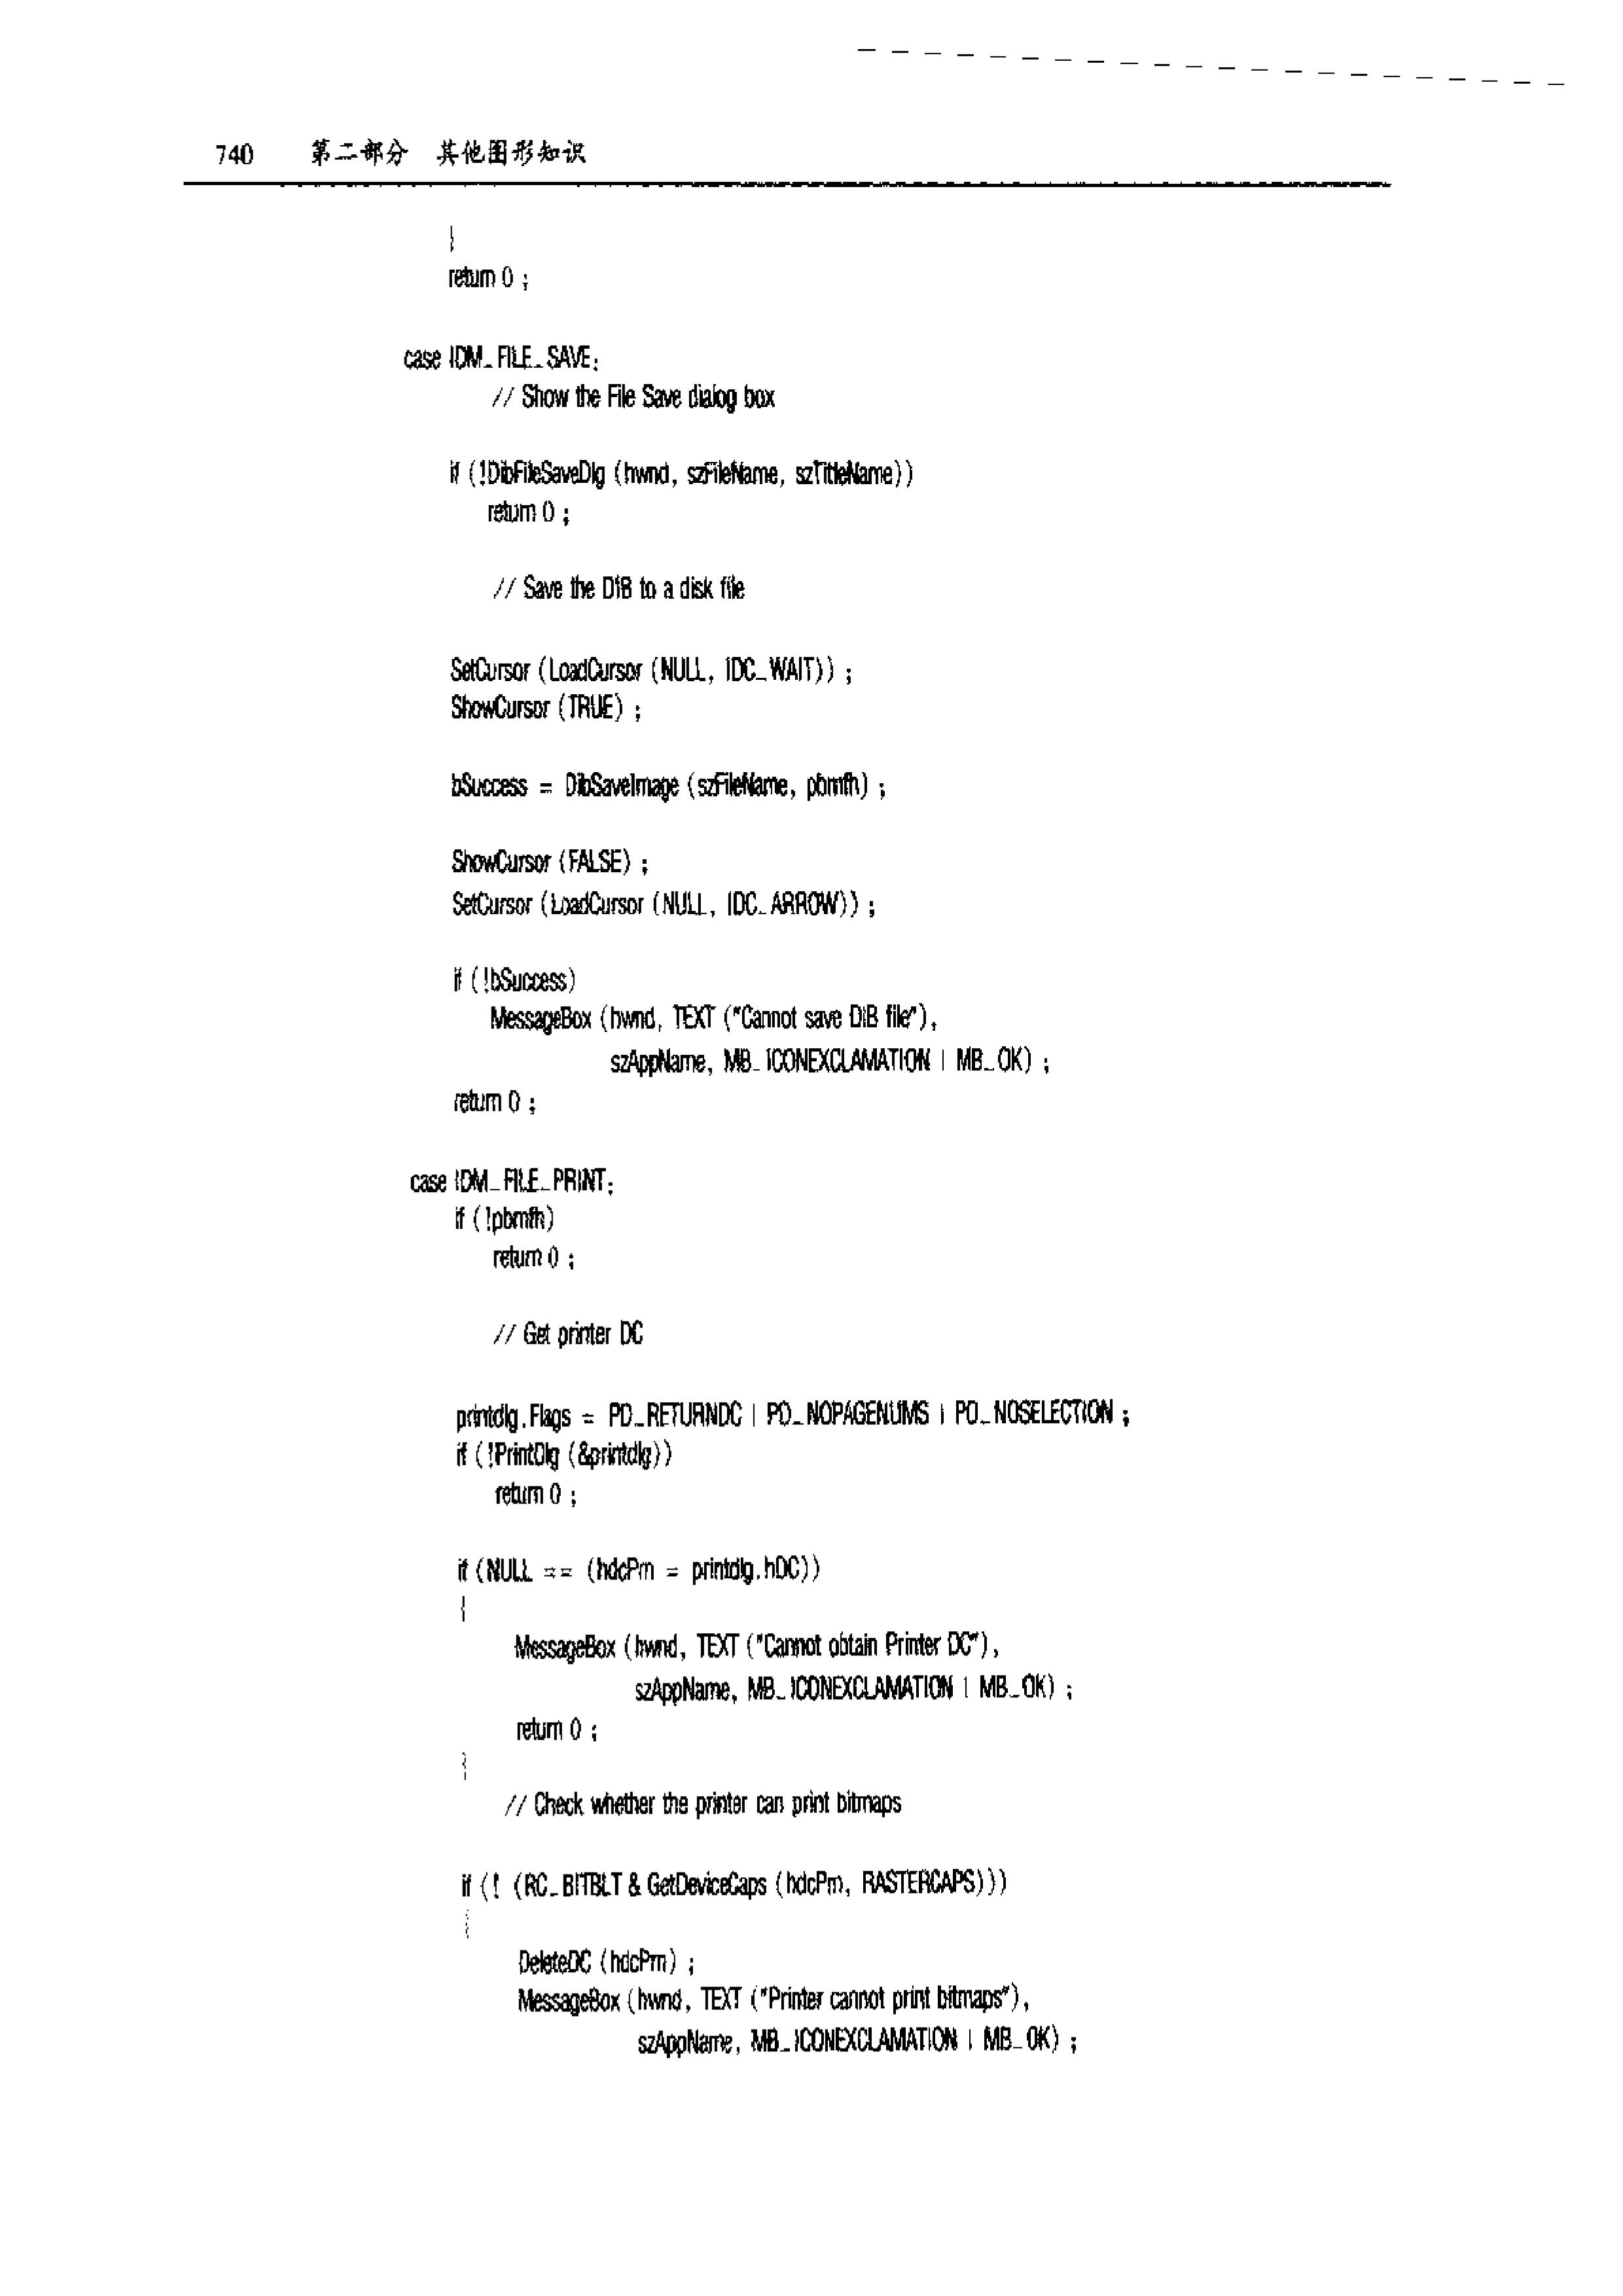 740 第二部分 其他图形知识
}
return 0 ;
case IDM_FILE_SAVE:
// Show the File Save dialog box
if (!DibFileSaveDlg (hwnd, szFileName, szTitleName))
return 0 ;
// Save the DIB to a disk file
SetCursor (LoadCursor (NULL, IDC_WAIT)) ;
ShowCursor (TRUE) ;
bSuccess = DibSaveImage (szFileName, pbmfh) ;
ShowCursor (FALSE) ;
SetCursor (LoadCursor (NULL, IDC_ARROW)) ;
if (!bSuccess)
MessageBox (hwnd, TEXT ("Cannot save DIB file"),
szAppName, MB_ICONEXCLAMATION | MB_OK) ;
return 0 ;
case IDM_FILE_PRINT:
if (!pbmfh)
return 0 ;
// Get printer DC
printdlg.Flags = PD_RETURNDC | PD_NOPAGENUMS | PD_NOSELECTION ;
if (!PrintDlg (&printdlg))
return 0 ;
if (NULL == (hdcPrn = printdlg.hDC))
{
MessageBox (hwnd, TEXT ("Cannot obtain Printer DC"),
szAppName, MB_ICONEXCLAMATION | MB_OK) ;
return 0 ;
}
// Check whether the printer can print bitmaps
if (! (RC_BITBLT & GetDeviceCaps (hdcPrn, RASTERCAPS)))
{
DeleteDC (hdcPrn) ;
MessageBox (hwnd, TEXT ("Printer cannot print bitmaps"),
szAppName, MB_ICONEXCLAMATION | MB_OK) ;